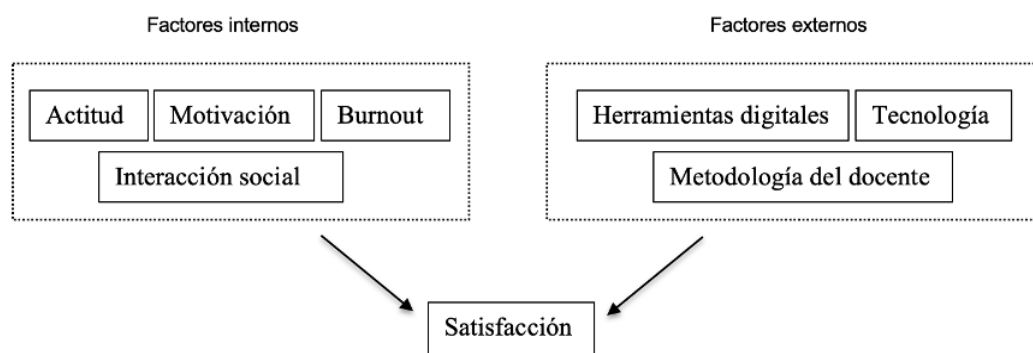 Factores internos
Factores externos
Actitud
Motivación
Burnout
Interacción social
Herramientas digitales
Tecnología
Metodología del docente
Satisfacción